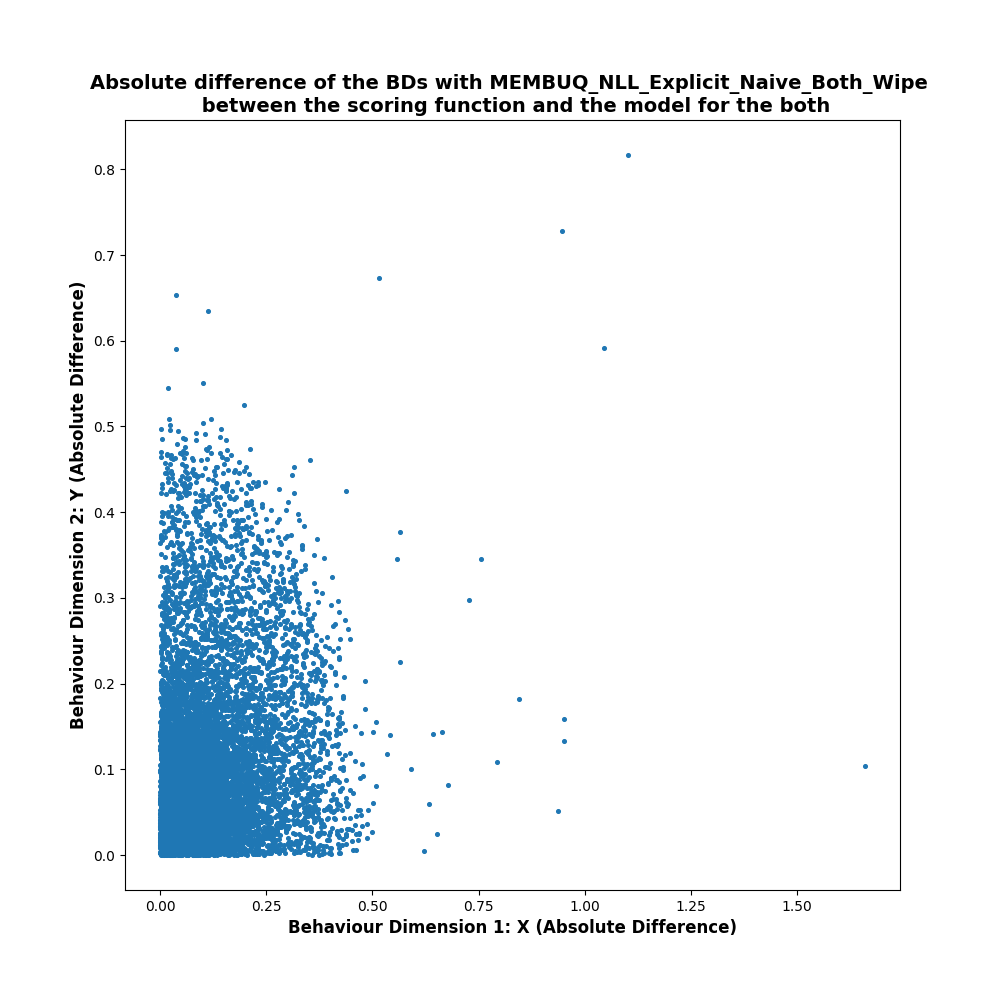 Absolute difference of the BDs with MEMBUQ_NLL_Explicit_Naive_Both_Wipe
between the scoring function and the model for the both
0.8
0.7
0.6
0.5
0.4
0.3
0.2
0.1
0.0
Behaviour Dimension 2: Y (Absolute Difference)
0.00 0.25 0.50 0.75 1.00 1.25 1.50
Behaviour Dimension 1: X (Absolute Difference)